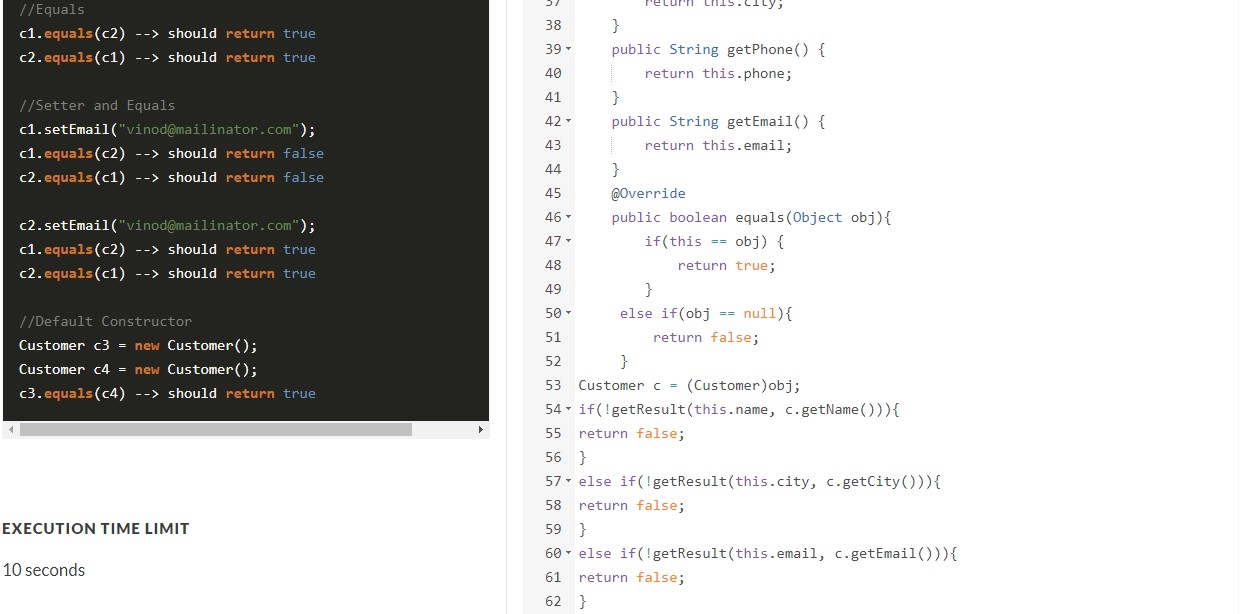 //Equals
c1.equals(c2) --> should return true
c2.equals(c1) --> should return true
//Setter and Equals
c1.setEmail("vinod@mailinator.com");
c1.equals(c2) --> should return false
c2.equals(c1) --> should return false
c2.setEmail("vinod@mailinator.com");
c1.equals(c2) --> should return true
c2.equals(c1) --> should return true
//Default Constructor
Customer c3 = new Customer();
Customer c4 = new Customer();
c3.equals(c4) --> should return true
EXECUTION TIME LIMIT
10 seconds
37 return this.city;
38 }
39 public String getPhone() {
40 return this.phone;
41 }
42 public String getEmail() {
43 return this.email;
44 }
45 @Override
46 public boolean equals(Object obj){
47 if(this == obj) {
48 return true;
49 }
50 else if(obj == null){
51 return false;
52 }
53 Customer c = (Customer)obj;
54 if(!getResult(this.name, c.getName())){
55 return false;
56 }
57 else if(!getResult(this.city, c.getCity())){
58 return false;
59 }
60 else if(!getResult(this.email, c.getEmail())){
61 return false;
62 }